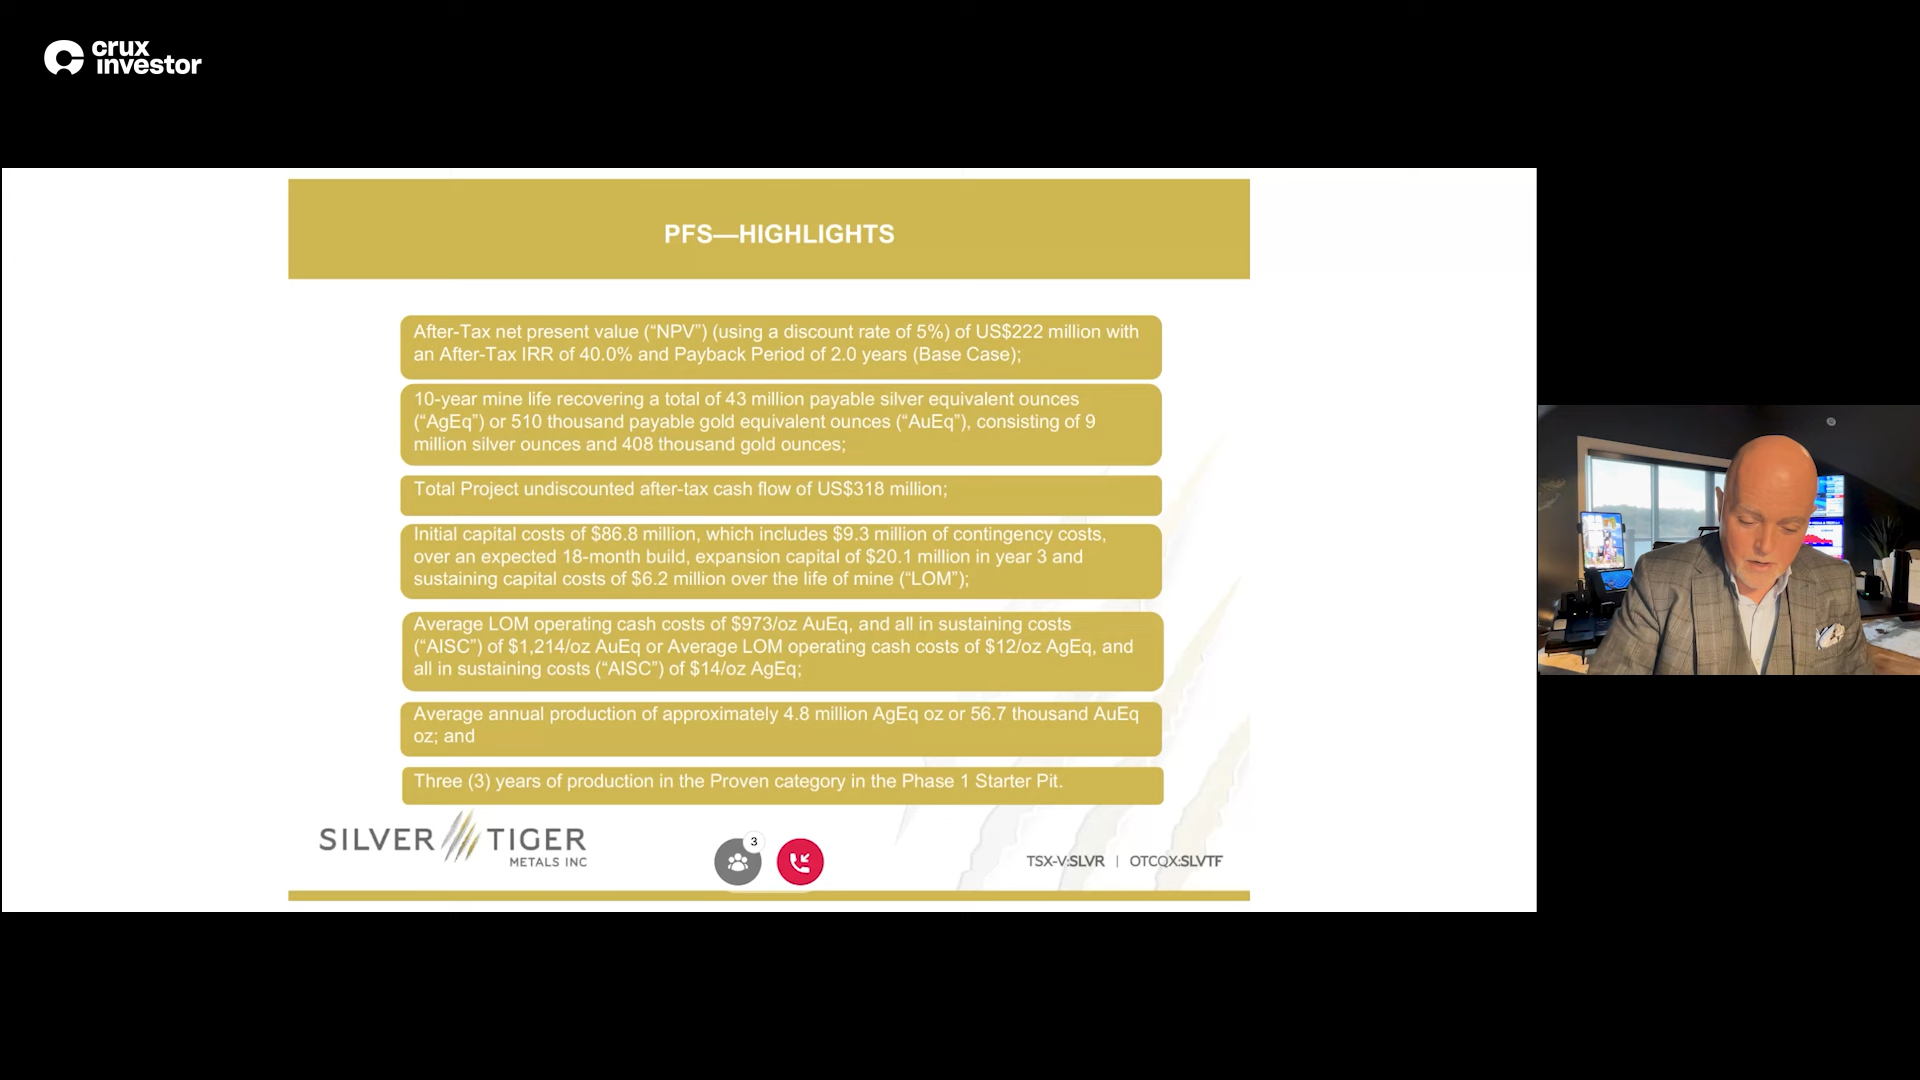 crux
investor
PFS—HIGHLIGHTS
After-Tax net present value (“NPV”) (using a discount rate of 5%) of US$222 million with
an After-Tax IRR of 40.0% and Payback Period of 2.0 years (Base Case);
10-year mine life recovering a total of 43 million payable silver equivalent ounces
(“AgEq”) or 510 thousand payable gold equivalent ounces (“AuEq”), consisting of 9
million silver ounces and 408 thousand gold ounces;
Total Project undiscounted after-tax cash flow of US$318 million;
Initial capital costs of $86.8 million, which includes $9.3 million of contingency costs,
over an expected 18-month build, expansion capital of $20.1 million in year 3 and
sustaining capital costs of $6.2 million over the life of mine (“LOM”);
Average LOM operating cash costs of $973/oz AuEq, and all in sustaining costs
(“AISC”) of $1,214/oz AuEq or Average LOM operating cash costs of $12/oz AgEq, and
all in sustaining costs (“AISC”) of $14/oz AgEq;
Average annual production of approximately 4.8 million AgEq oz or 56.7 thousand AuEq
oz; and
Three (3) years of production in the Proven category in the Phase 1 Starter Pit.
SILVER TIGER
METALS INC
3
TSX-V:SLVR | OTCQX:SLVTF